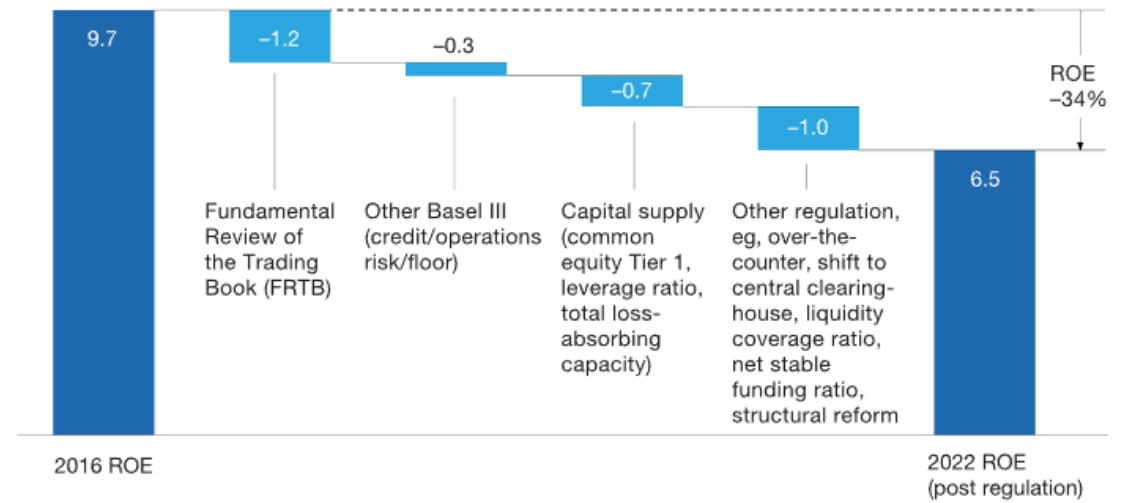 9.7
–1.2
–0.3
–0.7
–1.0
ROE
–34%
6.5
Fundamental
Review of
the Trading
Book (FRTB)
Other Basel III
(credit/operations
risk/floor)
Capital supply
(common
equity Tier 1,
leverage ratio,
total loss-
absorbing
capacity)
Other regulation,
eg, over-the-
counter, shift to
central clearing-
house, liquidity
coverage ratio,
net stable
funding ratio,
structural reform
2016 ROE
2022 ROE
(post regulation)